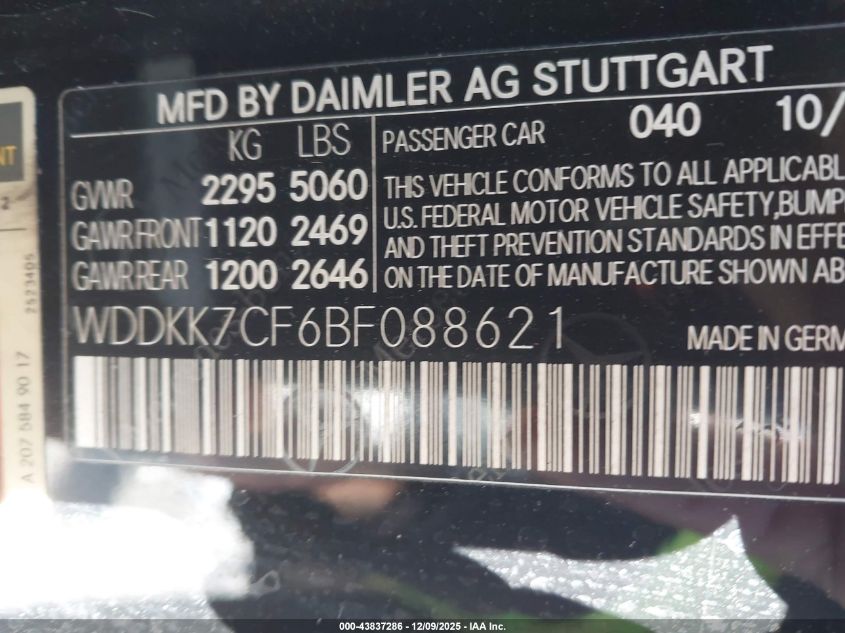 MFD BY DAIMLER AG STUTTGART
KG LBS
GVWR 2295 5060
GAWR FRONT 1120 2469
GAWR REAR 1200 2646
PASSENGER CAR 040 10/
THIS VEHICLE CONFORMS TO ALL APPLICABL
U.S. FEDERAL MOTOR VEHICLE SAFETY,BUMP
AND THEFT PREVENTION STANDARDS IN EFFE
ON THE DATE OF MANUFACTURE SHOWN AB
WDDKK7CF6BF088621
MADE IN GERM
NT
2
2523405
A 207 584 90 17
000-43837286 - 12/09/2025 - IAA Inc.